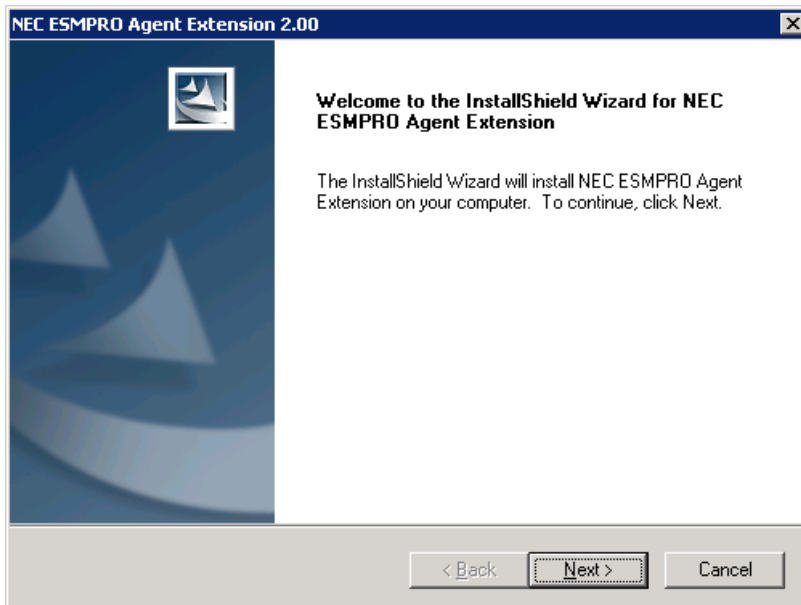 NEC ESMPRO Agent Extension 2.00
Welcome to the InstallShield Wizard for NEC
ESMPRO Agent Extension
The InstallShield Wizard will install NEC ESMPRO Agent
Extension on your computer. To continue, click Next.
< Back
Next >
Cancel